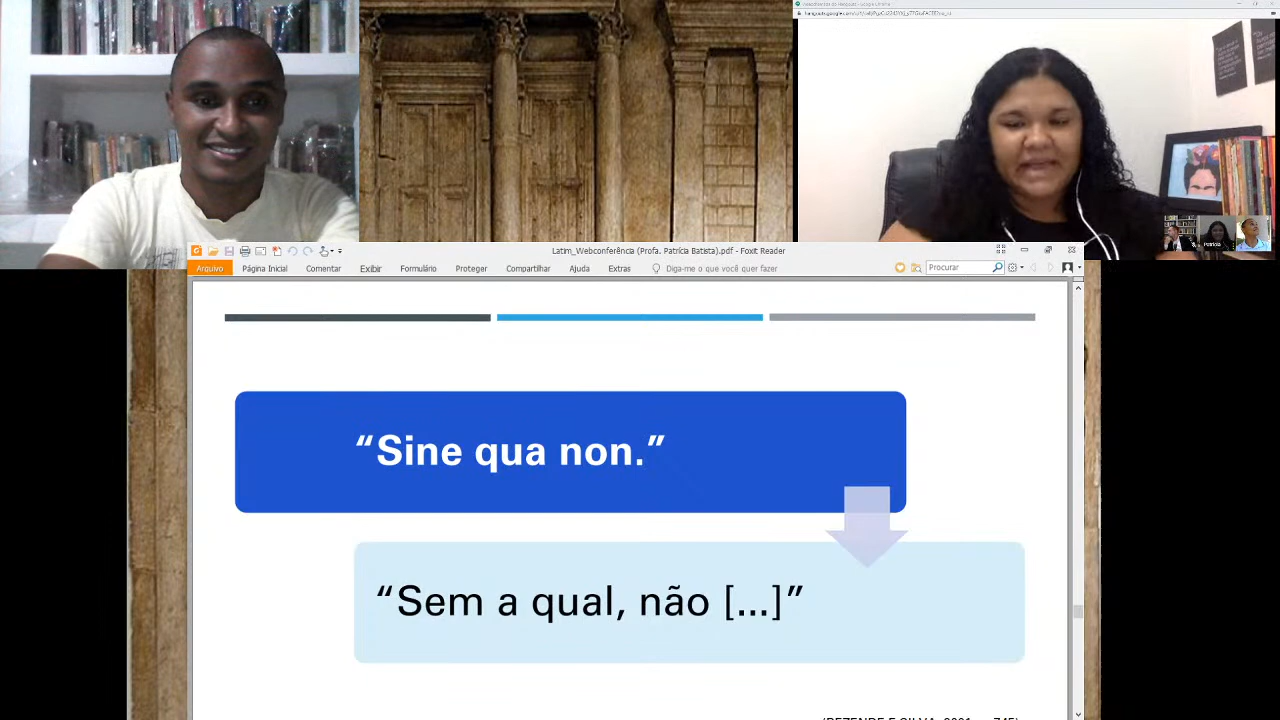 Latim_Webconferência (Profa. Patrícia Batista).pdf - Foxit Reader
Arquivo Página Inicial Comentar Exibir Formulário Proteger Compartilhar Ajuda Extras Diga-me o que você quer fazer Procurar
“Sine qua non.”
“Sem a qual, não [...]”